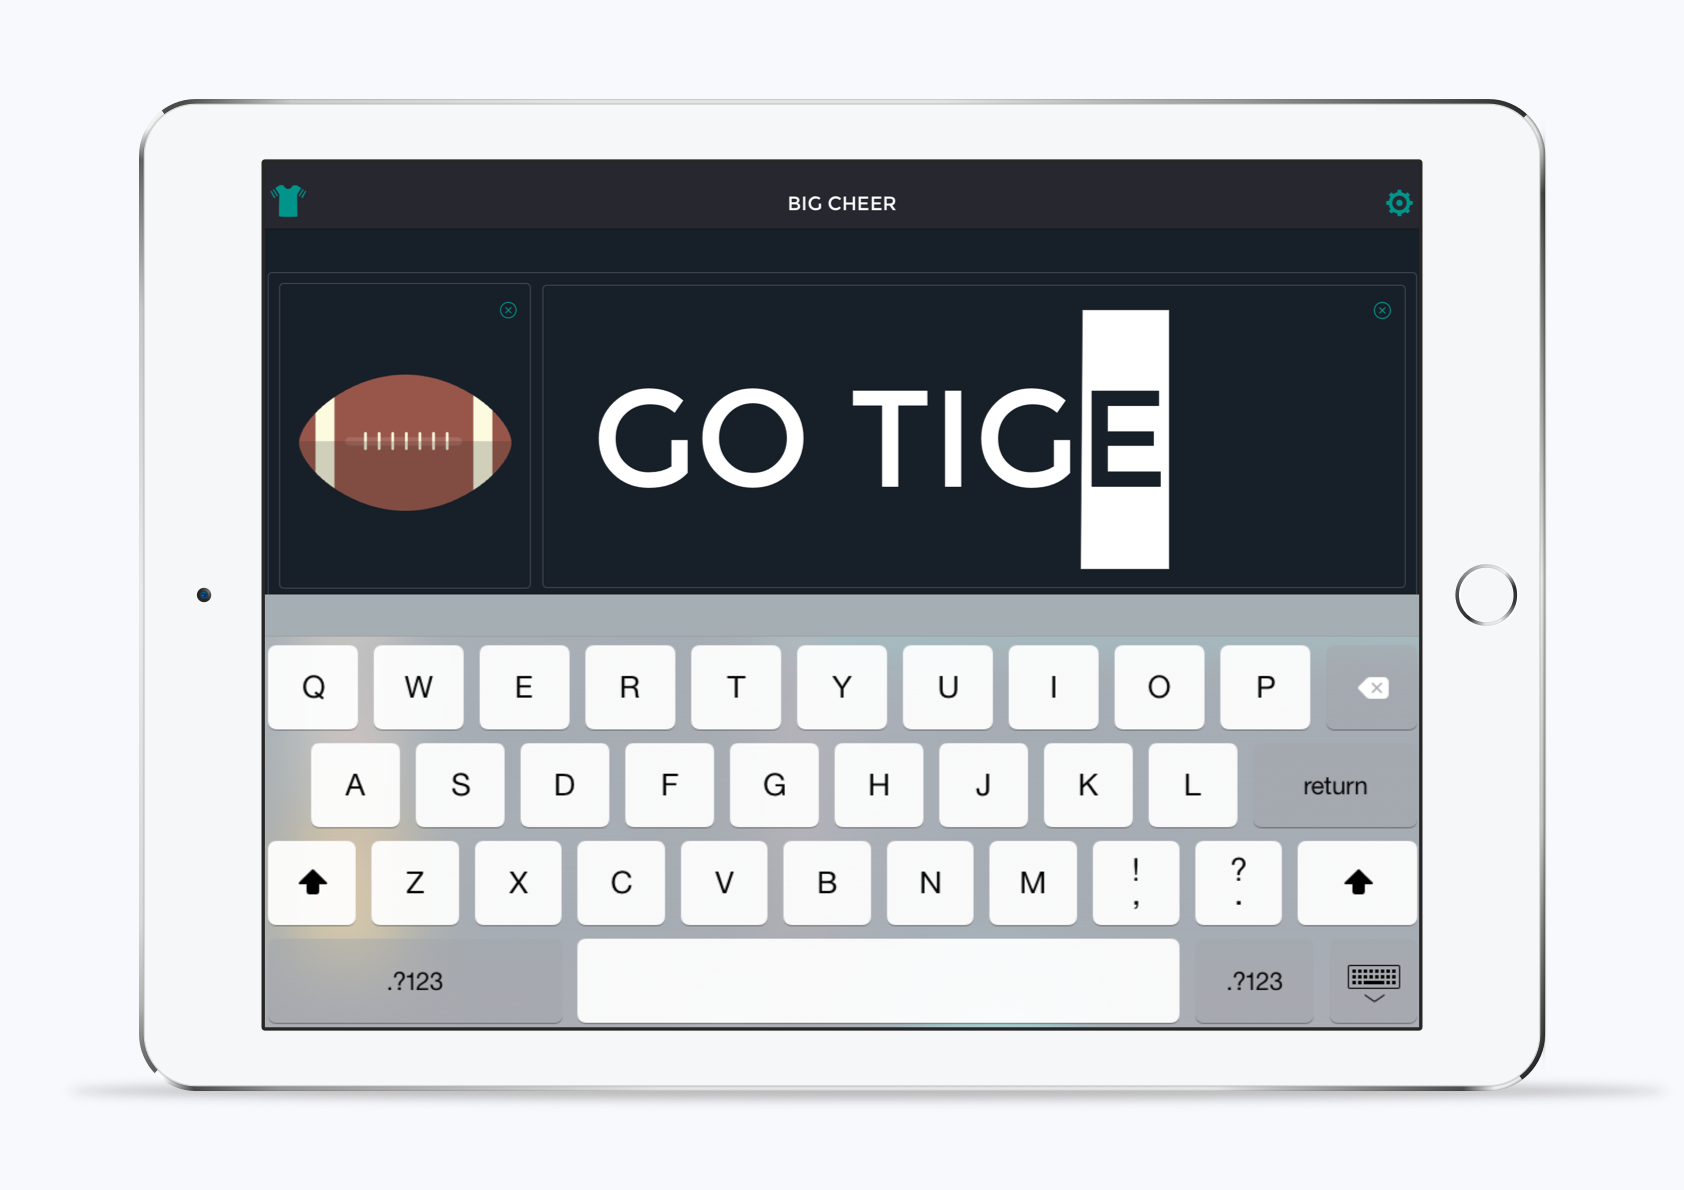 BIG CHEER
GO TIGE
Q W E R T Y U I O P
A S D F G H J K L return
Z X C V B N M ! , ? .
.?123 .?123